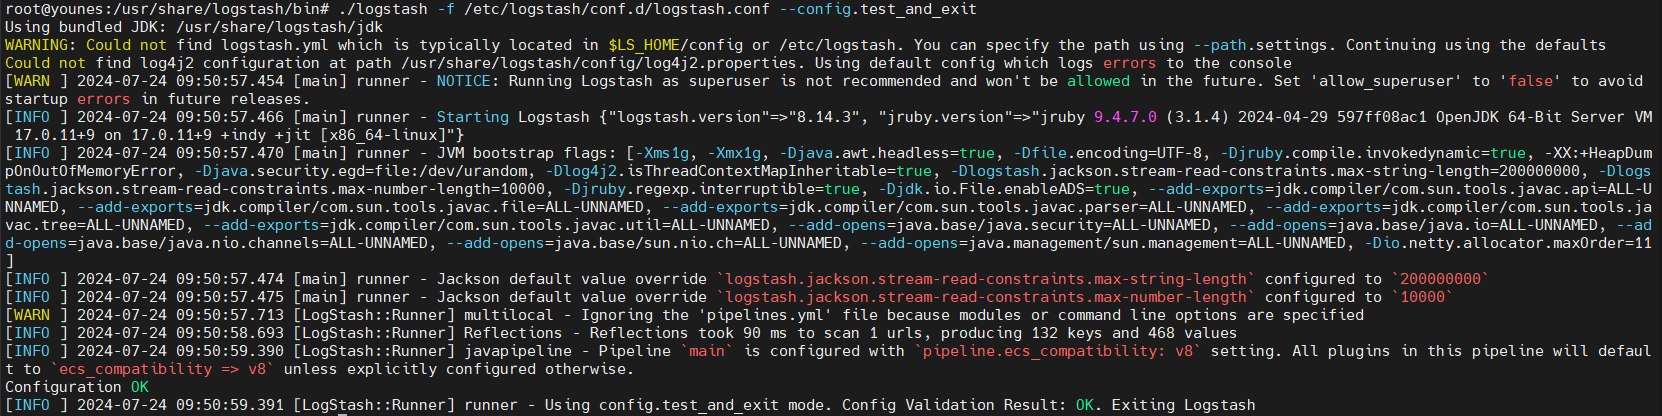 root@younes:/usr/share/logstash/bin# ./logstash -f /etc/logstash/conf.d/logstash.conf --config.test_and_exit
Using bundled JDK: /usr/share/logstash/jdk
WARNING: Could not find logstash.yml which is typically located in $LS_HOME/config or /etc/logstash. You can specify the path using --path.settings. Continuing using the defaults
Could not find log4j2 configuration at path /usr/share/logstash/config/log4j2.properties. Using default config which logs errors to the console
[WARN ] 2024-07-24 09:50:57.454 [main] runner - NOTICE: Running Logstash as superuser is not recommended and won't be allowed in the future. Set 'allow_superuser' to 'false' to avoid
startup errors in future releases.
[INFO ] 2024-07-24 09:50:57.466 [main] runner - Starting Logstash {"logstash.version"=>"8.14.3", "jruby.version"=>"jruby 9.4.7.0 (3.1.4) 2024-04-29 597ff08ac1 OpenJDK 64-Bit Server VM
17.0.11+9 on 17.0.11+9 +indy +jit [x86_64-linux]"}
[INFO ] 2024-07-24 09:50:57.470 [main] runner - JVM bootstrap flags: [-Xms1g, -Xmx1g, -Djava.awt.headless=true, -Dfile.encoding=UTF-8, -Djruby.compile.invokedynamic=true, -XX:+HeapDum
pOnOutOfMemoryError, -Djava.security.egd=file:/dev/urandom, -Dlog4j2.isThreadContextMapInheritable=true, -Dlogstash.jackson.stream-read-constraints.max-string-length=200000000, -Dlogs
tash.jackson.stream-read-constraints.max-number-length=10000, -Djruby.regexp.interruptible=true, -Djdk.io.File.enableADS=true, --add-exports=jdk.compiler/com.sun.tools.javac.api=ALL-U
NNAMED, --add-exports=jdk.compiler/com.sun.tools.javac.file=ALL-UNNAMED, --add-exports=jdk.compiler/com.sun.tools.javac.parser=ALL-UNNAMED, --add-exports=jdk.compiler/com.sun.tools.ja
vac.tree=ALL-UNNAMED, --add-exports=jdk.compiler/com.sun.tools.javac.util=ALL-UNNAMED, --add-opens=java.base/java.security=ALL-UNNAMED, --add-opens=java.base/java.io=ALL-UNNAMED, --ad
d-opens=java.base/java.nio.channels=ALL-UNNAMED, --add-opens=java.base/sun.nio.ch=ALL-UNNAMED, --add-opens=java.management/sun.management=ALL-UNNAMED, -Dio.netty.allocator.maxOrder=11
]
[INFO ] 2024-07-24 09:50:57.474 [main] runner - Jackson default value override `logstash.jackson.stream-read-constraints.max-string-length` configured to `200000000`
[INFO ] 2024-07-24 09:50:57.475 [main] runner - Jackson default value override `logstash.jackson.stream-read-constraints.max-number-length` configured to `10000`
[WARN ] 2024-07-24 09:50:57.713 [LogStash::Runner] multilocal - Ignoring the 'pipelines.yml' file because modules or command line options are specified
[INFO ] 2024-07-24 09:50:58.693 [LogStash::Runner] Reflections - Reflections took 90 ms to scan 1 urls, producing 132 keys and 468 values
[INFO ] 2024-07-24 09:50:59.390 [LogStash::Runner] javapipeline - Pipeline `main` is configured with `pipeline.ecs_compatibility: v8` setting. All plugins in this pipeline will defaul
t to `ecs_compatibility => v8` unless explicitly configured otherwise.
Configuration OK
[INFO ] 2024-07-24 09:50:59.391 [LogStash::Runner] runner - Using config.test_and_exit mode. Config Validation Result: OK. Exiting Logstash